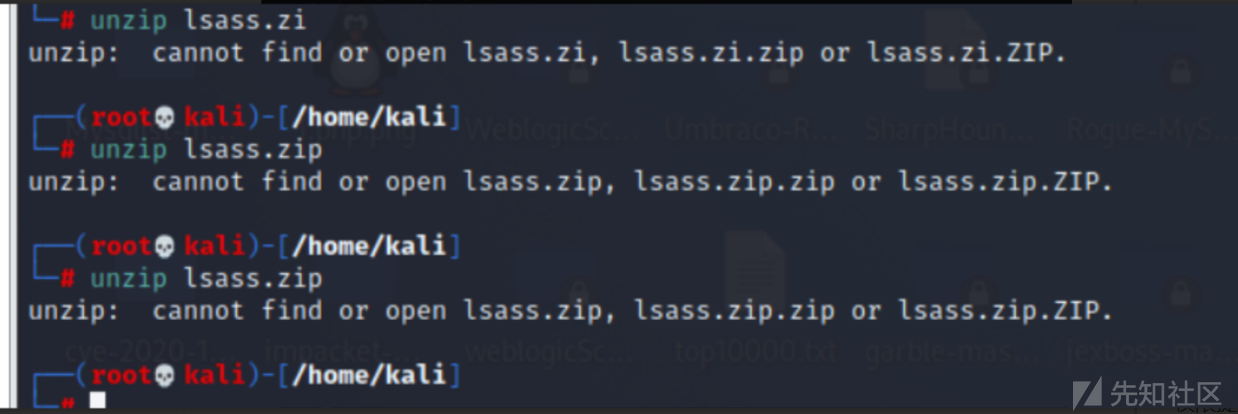 └─# unzip lsass.zi
unzip:  cannot find or open lsass.zi, lsass.zi.zip or lsass.zi.ZIP.
┌──(root💀kali)-[/home/kali]
└─# unzip lsass.zip
unzip:  cannot find or open lsass.zip, lsass.zip.zip or lsass.zip.ZIP.
┌──(root💀kali)-[/home/kali]
└─# unzip lsass.zip
unzip:  cannot find or open lsass.zip, lsass.zip.zip or lsass.zip.ZIP.
┌──(root💀kali)-[/home/kali]
└─#
WeblogicSc... Umbraco-R... SharpHoun... Rogue-MyS...
cve-2020-1... impacket-... weblogicSc... top10000.txt garble-mas... jexboss-ma...
先知社区